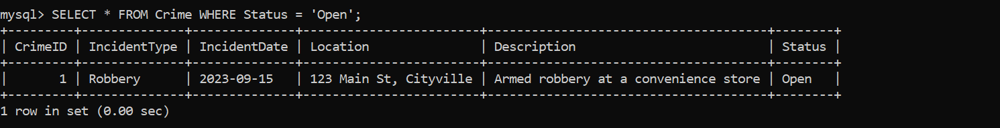 mysql> SELECT * FROM Crime WHERE Status = 'Open';
+---------+--------------+--------------+-----------------------+-----------------------------------+--------+
| CrimeID | IncidentType | IncidentDate | Location              | Description                       | Status |
+---------+--------------+--------------+-----------------------+-----------------------------------+--------+
|       1 | Robbery      | 2023-09-15   | 123 Main St, Cityville | Armed robbery at a convenience store | Open   |
+---------+--------------+--------------+-----------------------+-----------------------------------+--------+
1 row in set (0.00 sec)